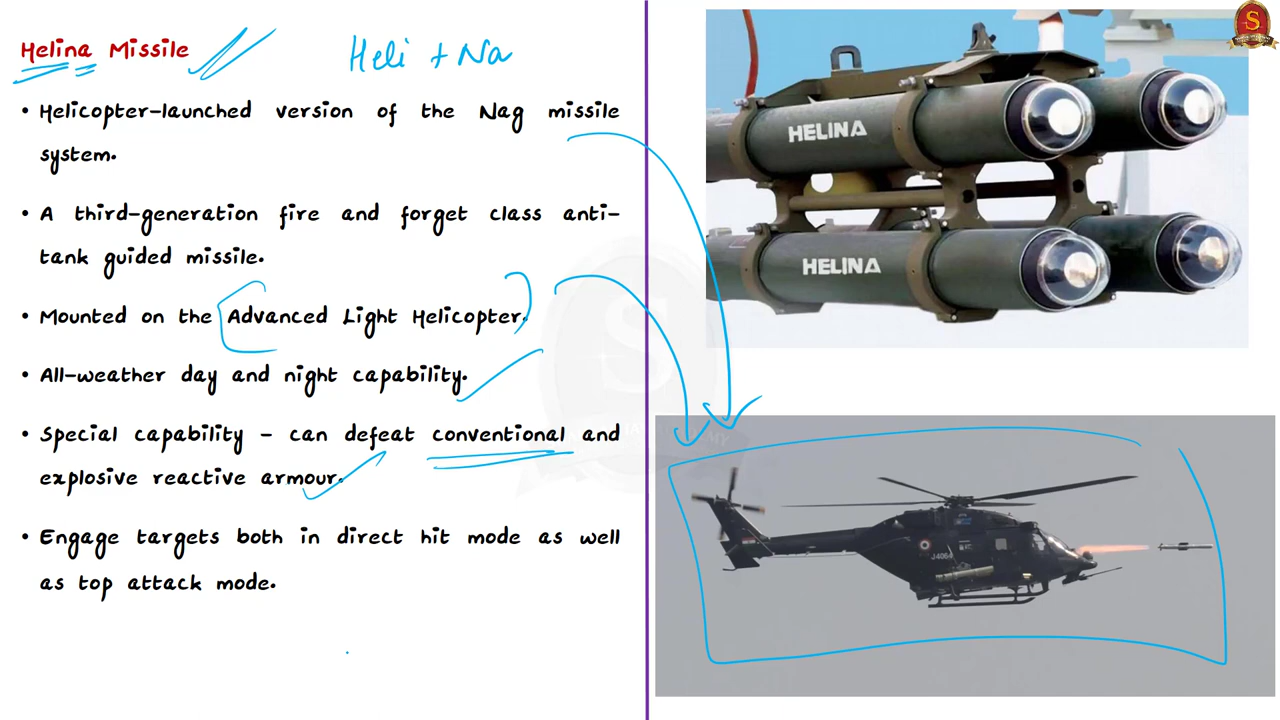 Helina Missile
Heli + Na
• Helicopter-launched version of the Nag missile
system.
• A third-generation fire and forget class anti-
tank guided missile.
• Mounted on the Advanced Light Helicopter.
• All-weather day and night capability.
• Special capability - can defeat conventional and
explosive reactive armour.
• Engage targets both in direct hit mode as well
as top attack mode.
HELINA
HELINA
J4064
S